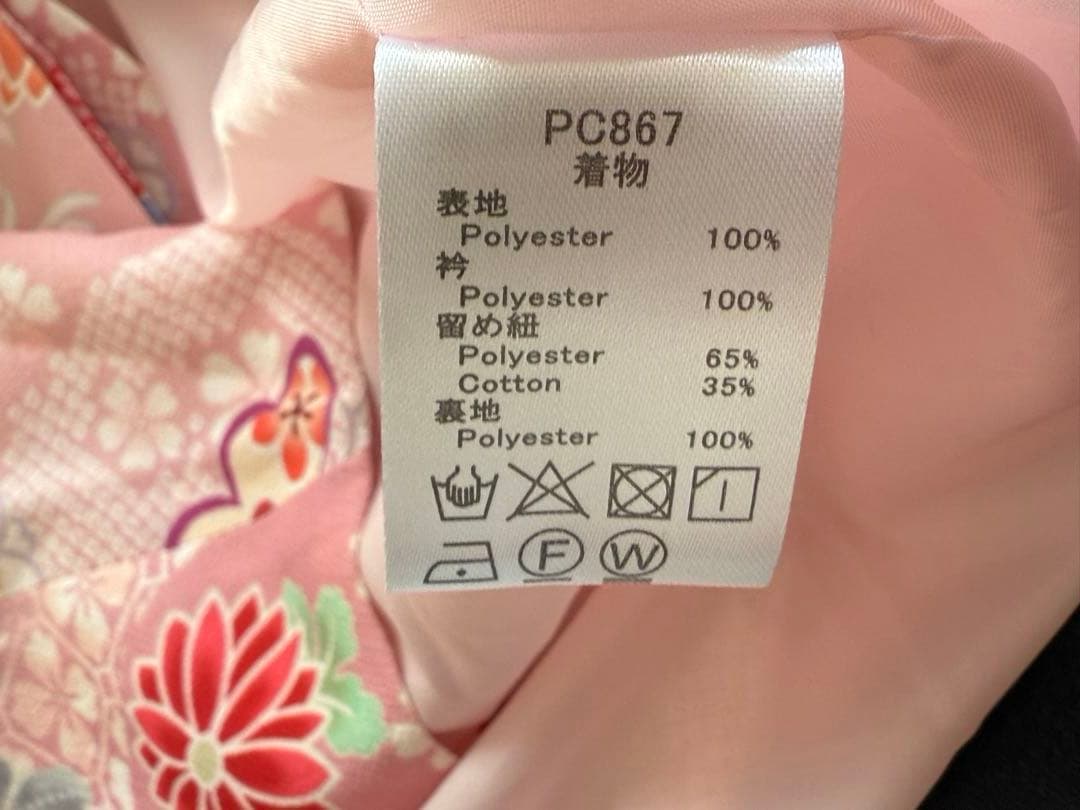 PC867
着物
表地
Polyester 100%
衿
Polyester 100%
留め紐
Polyester 65%
Cotton 35%
裏地
Polyester 100%
F W